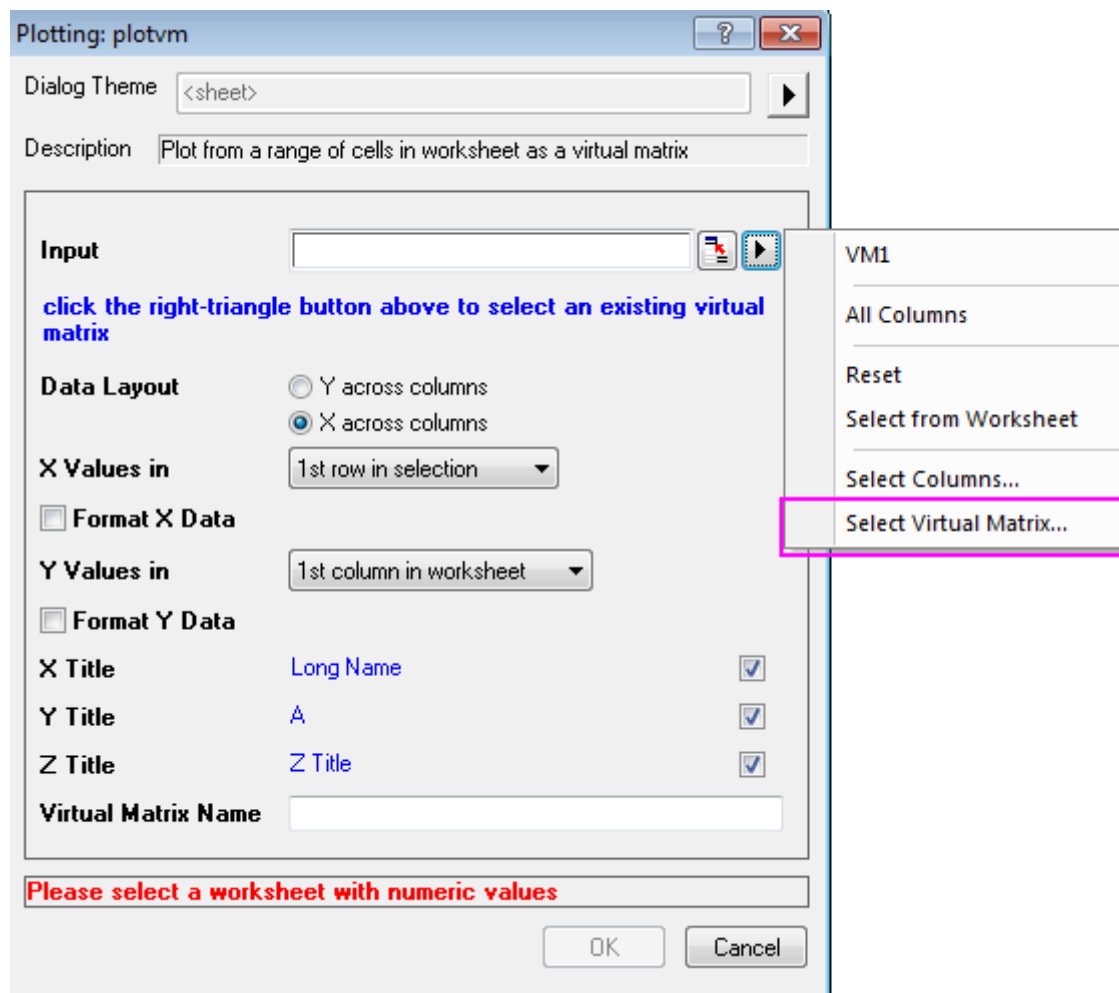 Plotting: plotvm
?
Dialog Theme <sheet>
Description Plot from a range of cells in worksheet as a virtual matrix
Input
click the right-triangle button above to select an existing virtual
matrix
Data Layout Y across columns
X across columns
X Values in 1st row in selection
Format X Data
Y Values in 1st column in worksheet
Format Y Data
X Title Long Name
Y Title A
Z Title Z Title
Virtual Matrix Name
Please select a worksheet with numeric values
OK Cancel
VM1
All Columns
Reset
Select from Worksheet
Select Columns...
Select Virtual Matrix...